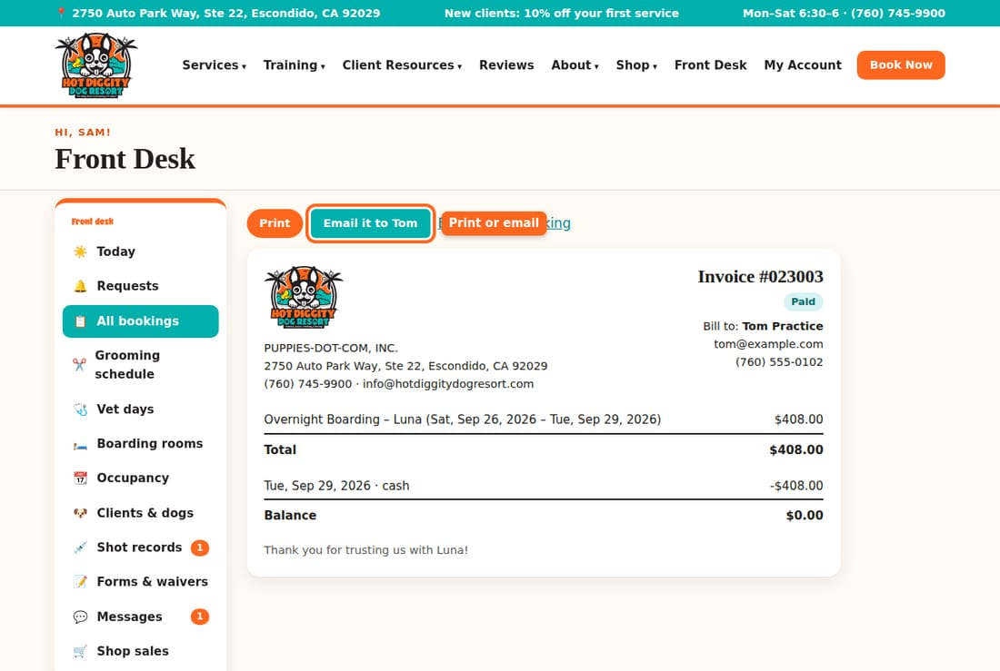 📍 2750 Auto Park Way, Ste 22, Escondido, CA 92029
New clients: 10% off your first service
Mon–Sat 6:30–6 · (760) 745-9900
HOT DIGGITY
DOG RESORT
Services ▾
Training ▾
Client Resources ▾
Reviews
About ▾
Shop ▾
Front Desk
My Account
Book Now
HI, SAM!
Front Desk
Front desk
Today
Requests
All bookings
Grooming
schedule
Vet days
Boarding rooms
Occupancy
Clients & dogs
Shot records 1
Forms & waivers
Messages 1
Shop sales
Print
Email it to Tom
Print or email
HOT DIGGITY
DOG RESORT
PUPPIES-DOT-COM, INC.
2750 Auto Park Way, Ste 22, Escondido, CA 92029
(760) 745-9900 · info@hotdiggitydogresort.com
Invoice #023003
Paid
Bill to: Tom Practice
tom@example.com
(760) 555-0102
Overnight Boarding – Luna (Sat, Sep 26, 2026 – Tue, Sep 29, 2026) $408.00
Total $408.00
Tue, Sep 29, 2026 · cash -$408.00
Balance $0.00
Thank you for trusting us with Luna!